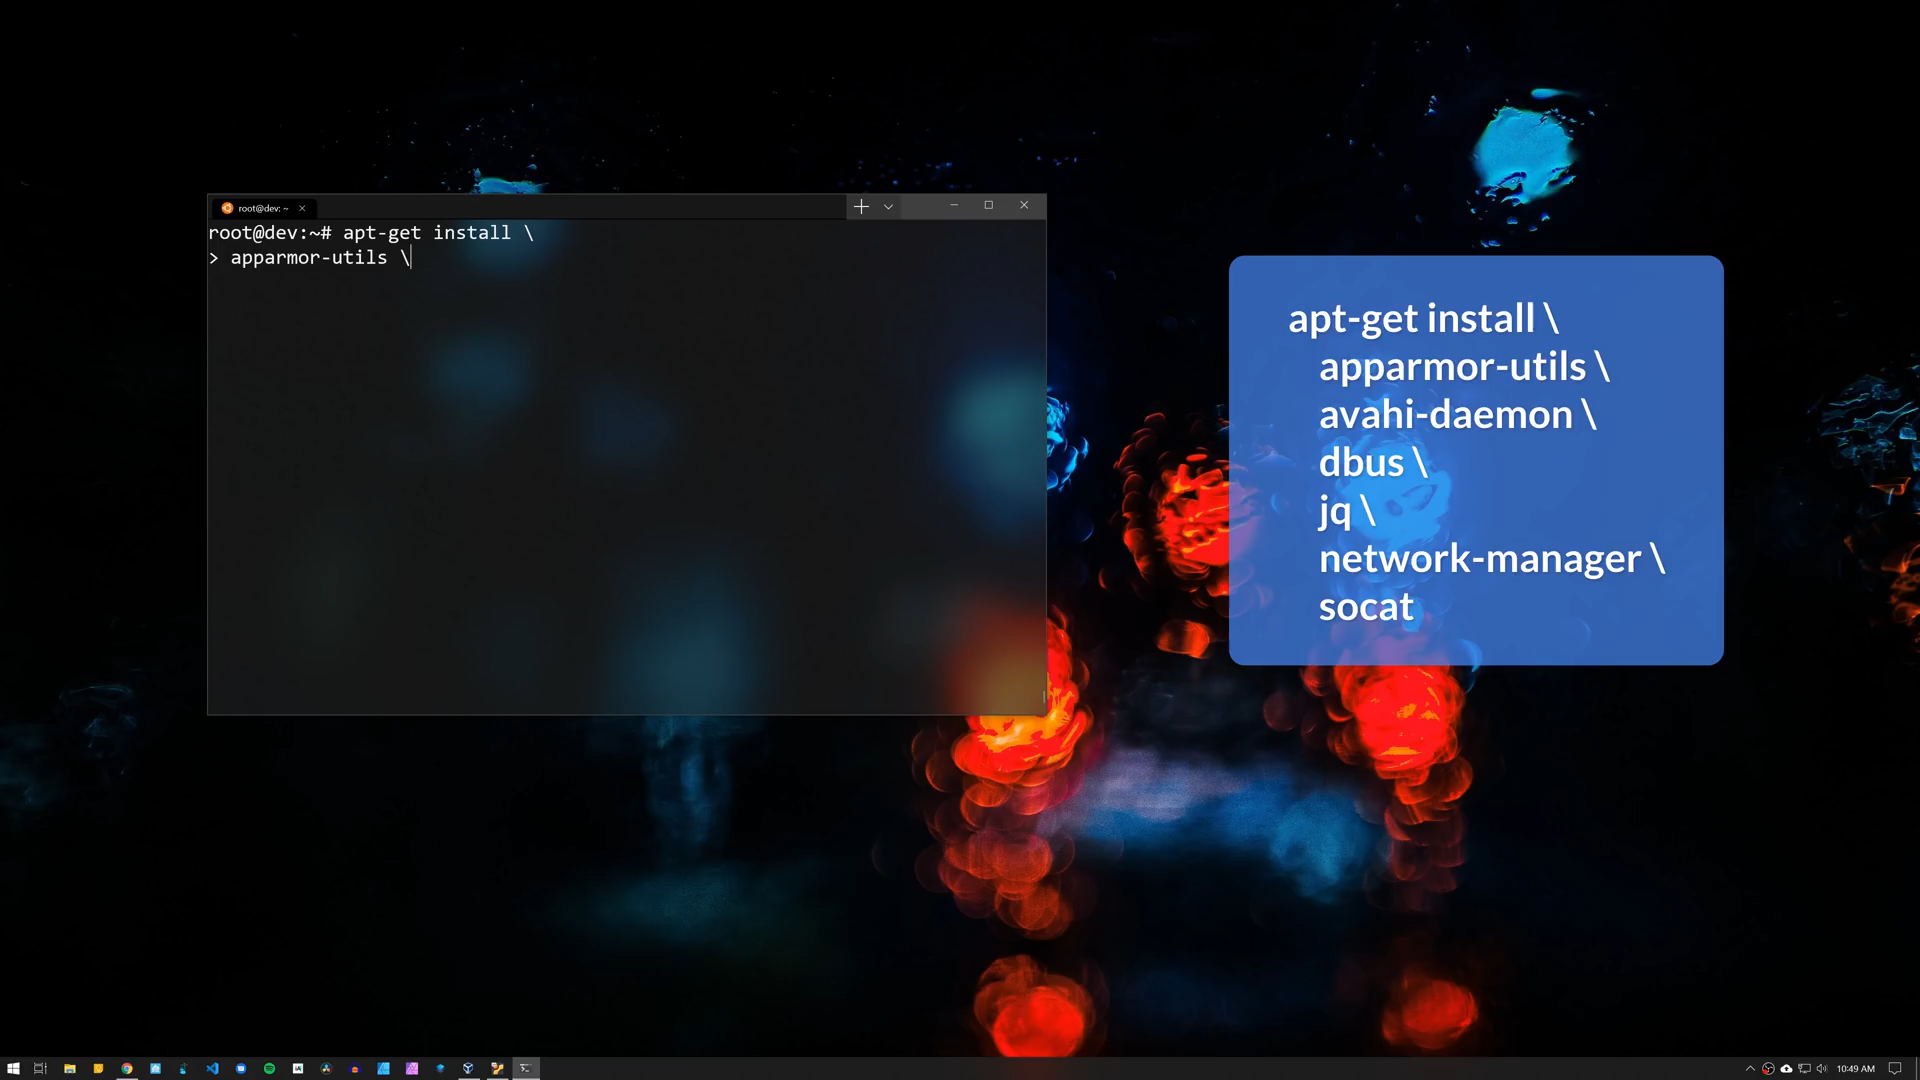 root@dev: ~
root@dev:~# apt-get install \
> apparmor-utils \
apt-get install \
apparmor-utils \
avahi-daemon \
dbus \
jq \
network-manager \
socat
10:49 AM